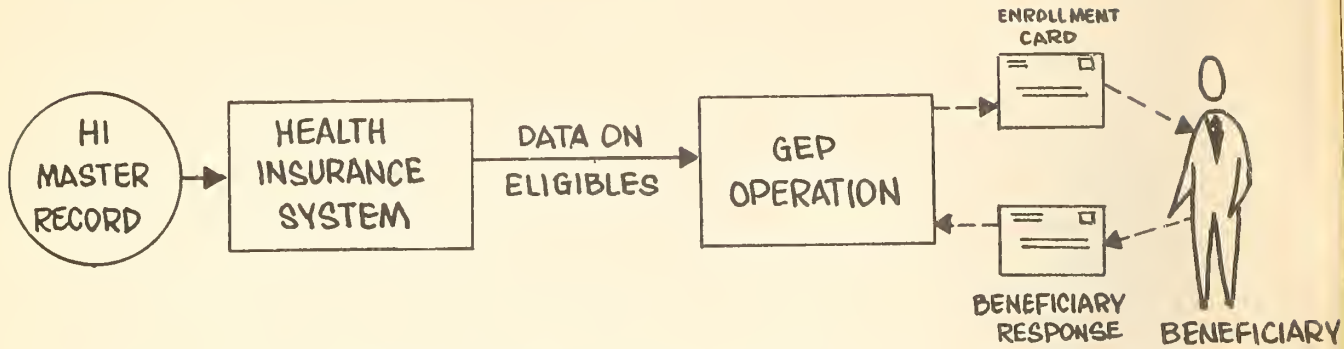 HI
MASTER
RECORD
HEALTH
INSURANCE
SYSTEM
DATA ON
ELIGIBLES
GEP
OPERATION
ENROLLMENT
CARD
BENEFICIARY
RESPONSE
BENEFICIARY